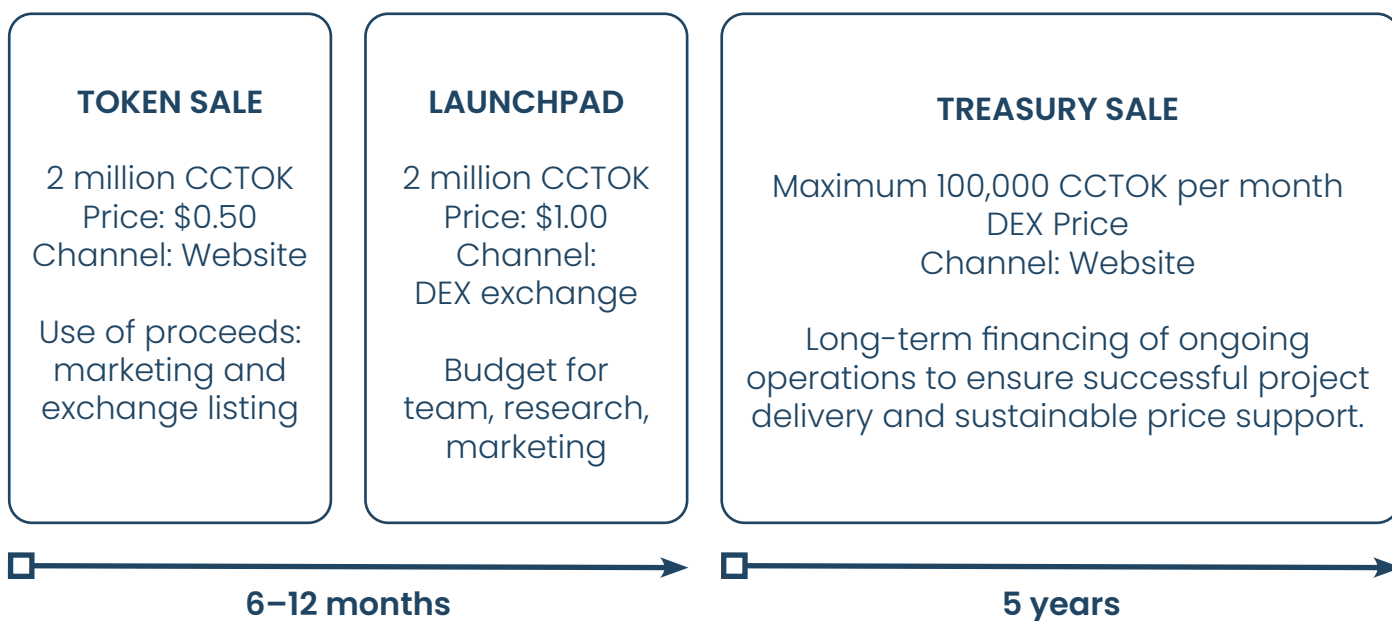 TOKEN SALE
2 million CCTOK
Price: $0.50
Channel: Website
Use of proceeds:
marketing and
exchange listing
LAUNCHPAD
2 million CCTOK
Price: $1.00
Channel:
DEX exchange
Budget for
team, research,
marketing
TREASURY SALE
Maximum 100,000 CCTOK per month
DEX Price
Channel: Website
Long-term financing of ongoing
operations to ensure successful project
delivery and sustainable price support.
6–12 months
5 years